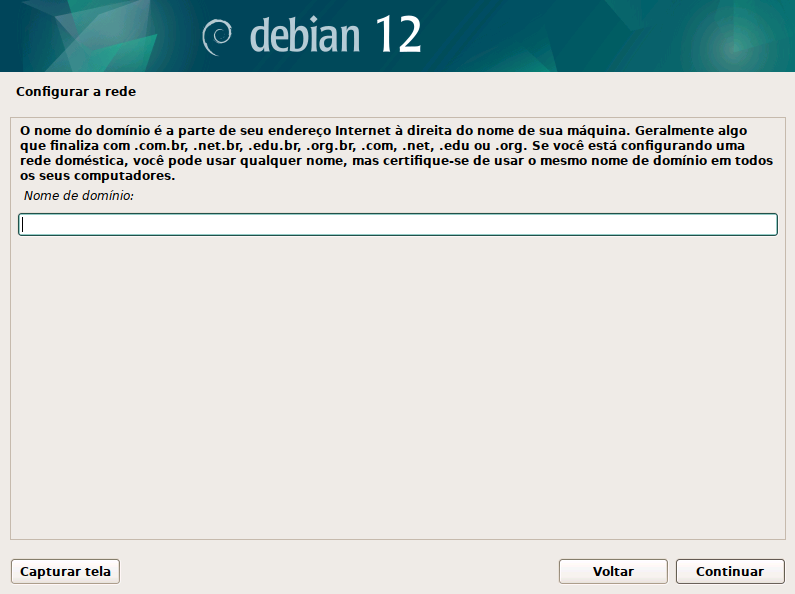 debian 12
Configurar a rede
O nome do domínio é a parte de seu endereço Internet à direita do nome de sua máquina. Geralmente algo
que finaliza com .com.br, .net.br, .edu.br, .org.br, .com, .net, .edu ou .org. Se você está configurando uma
rede doméstica, você pode usar qualquer nome, mas certifique-se de usar o mesmo nome de domínio em todos
os seus computadores.
Nome de domínio:
Capturar tela
Voltar
Continuar